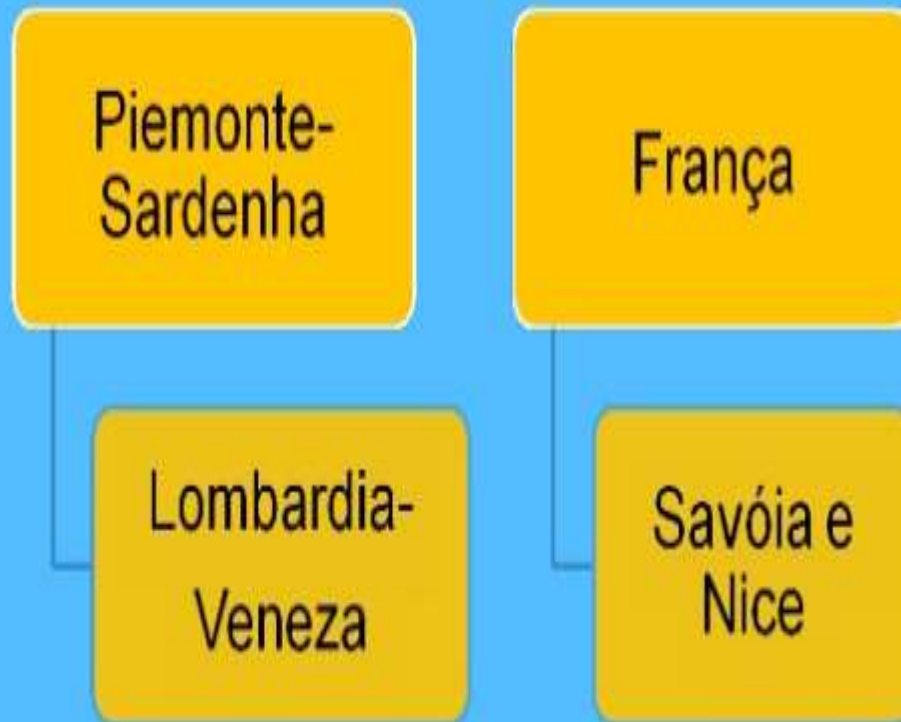 Piemonte-
Sardenha
França
Lombardia-
Veneza
Savóia e
Nice